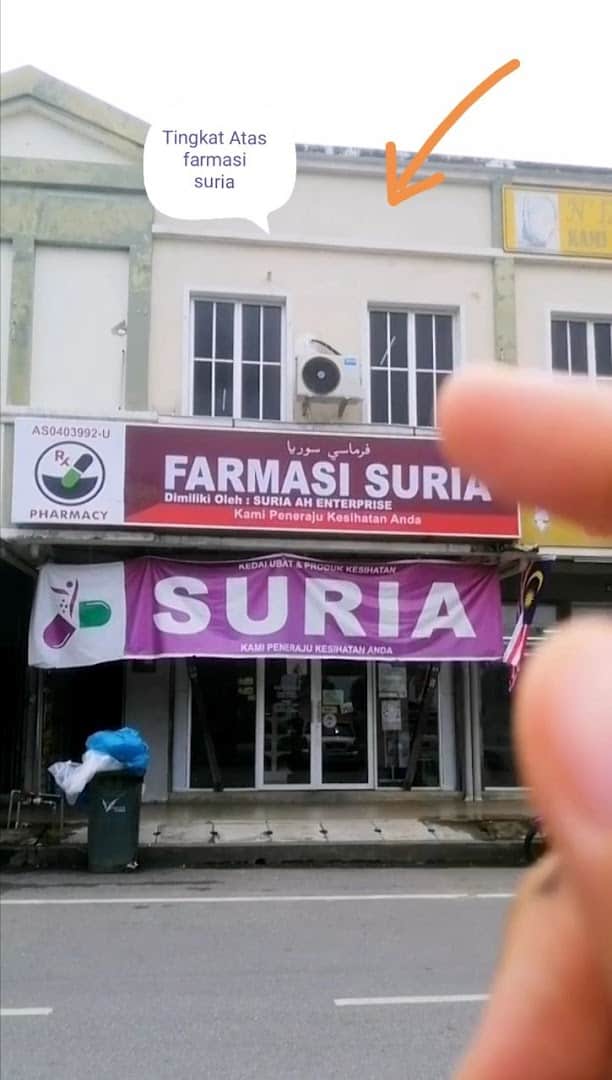 Tingkat Atas
farmasi
suria
AS0403992-U
PHARMACY
فرماسي سوريا
FARMASI SURIA
Dimiliki Oleh : SURIA AH ENTERPRISE
Kami Peneraju Kesihatan Anda
KAMI
KEDAI UBAT & PRODUK KESIHATAN
SURIA
KAMI PENERAJU KESIHATAN ANDA